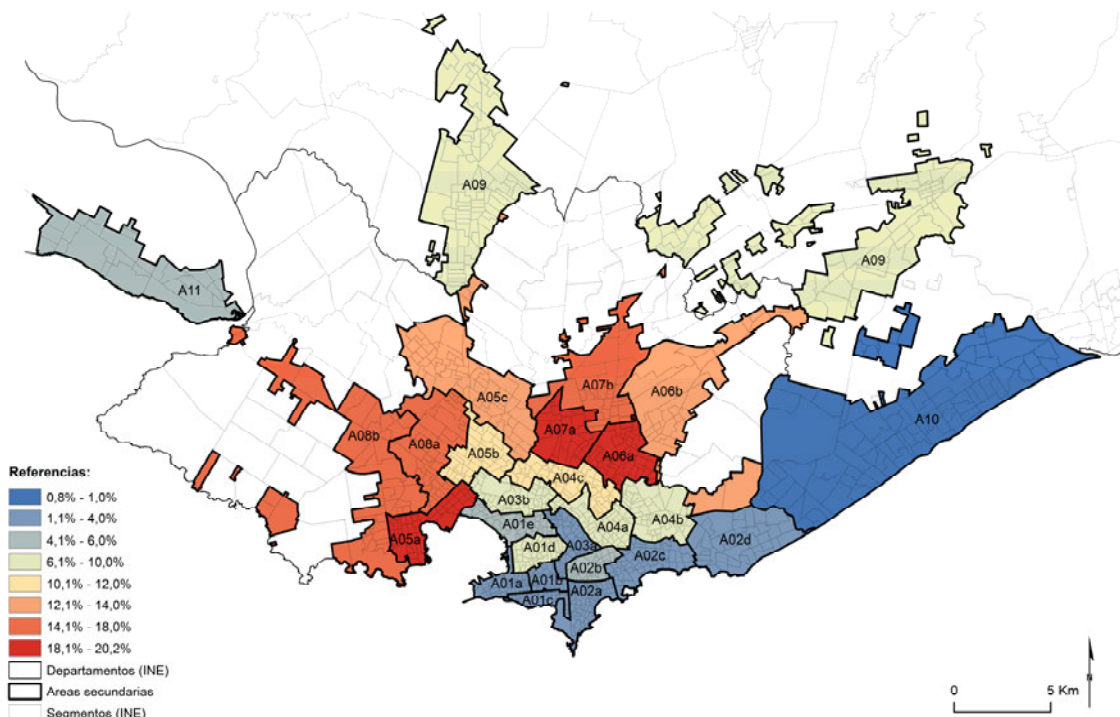 A09
A11
A09
A07b
A05c
A06b
A10
A08b
A08a
A07a
A05b
A06a
A04c
A03b
A05a
A01e
A04a
A04b
A01d
A03a
A02d
A02c
A02b
A01a
A01b
A02a
A01c
Referencias:
0,8% - 1,0%
1,1% - 4,0%
4,1% - 6,0%
6,1% - 10,0%
10,1% - 12,0%
12,1% - 14,0%
14,1% - 18,0%
18,1% - 20,2%
Departamentos (INE)
Areas secundarias
Segmentos (INE)
0 5 Km